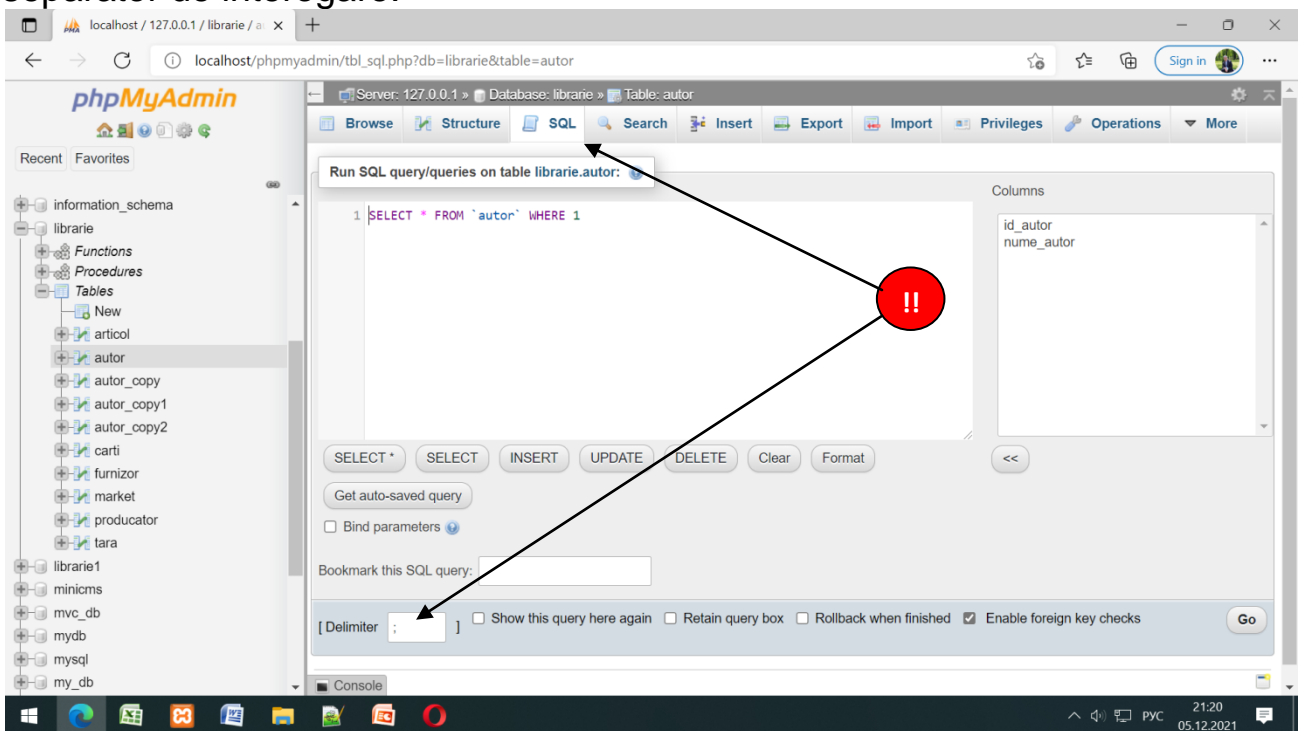 separator de interogare.
localhost / 127.0.0.1 / librarie / a
localhost/phpmyadmin/tbl_sql.php?db=librarie&table=autor
Sign in
phpMyAdmin
Recent Favorites
information_schema
librarie
Functions
Procedures
Tables
New
articol
autor
autor_copy
autor_copy1
autor_copy2
carti
furnizor
market
producator
tara
librarie1
minicms
mvc_db
mydb
mysql
my_db
Server: 127.0.0.1 » Database: librarie » Table: autor
Browse Structure SQL Search Insert Export Import Privileges Operations More
Run SQL query/queries on table librarie.autor:
1 SELECT * FROM `autor` WHERE 1
Columns
id_autor
nume_autor
!!
SELECT * SELECT INSERT UPDATE DELETE Clear Format <<
Get auto-saved query
Bind parameters
Bookmark this SQL query:
[ Delimiter ; ] Show this query here again Retain query box Rollback when finished Enable foreign key checks Go
Console
РУС
21:20
05.12.2021